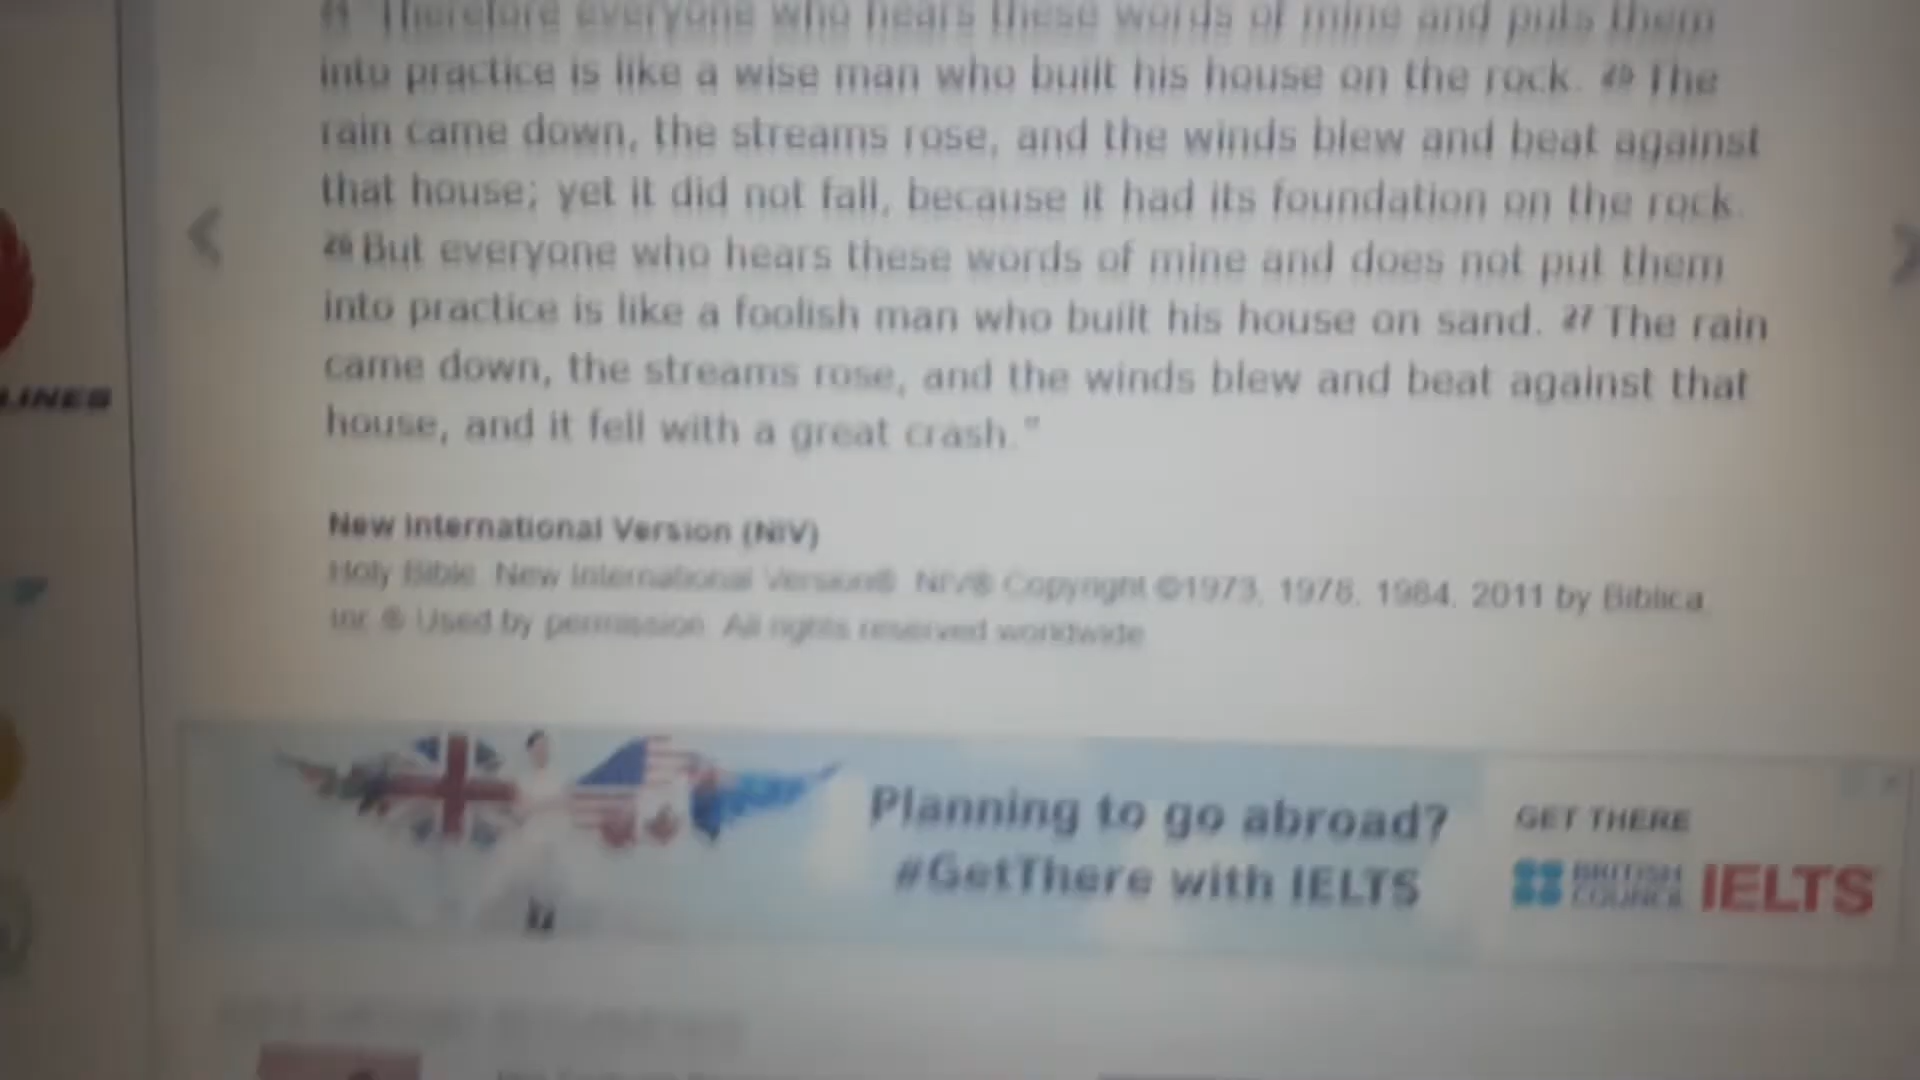 24 "Therefore everyone who hears these words of mine and puts them
into practice is like a wise man who built his house on the rock. 25 The
rain came down, the streams rose, and the winds blew and beat against
that house; yet it did not fall, because it had its foundation on the rock.
26 But everyone who hears these words of mine and does not put them
into practice is like a foolish man who built his house on sand. 27 The rain
came down, the streams rose, and the winds blew and beat against that
house, and it fell with a great crash."
New International Version (NIV)
Holy Bible, New International Version®, NIV® Copyright ©1973, 1978, 1984, 2011 by Biblica,
Inc.® Used by permission. All rights reserved worldwide.
LINES
Planning to go abroad?
#GetThere with IELTS
GET THERE
BRITISH
COUNCIL
IELTS